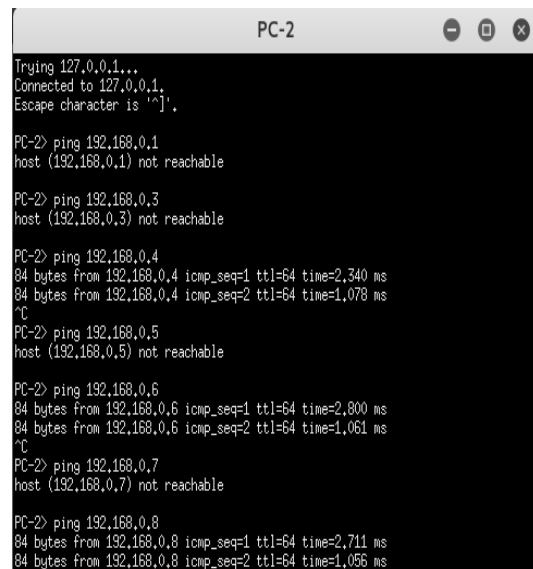 PC-2
Trying 127.0.0.1...
Connected to 127.0.0.1.
Escape character is '^]'.
PC-2> ping 192.168.0.1
host (192.168.0.1) not reachable
PC-2> ping 192.168.0.3
host (192.168.0.3) not reachable
PC-2> ping 192.168.0.4
84 bytes from 192.168.0.4 icmp_seq=1 ttl=64 time=2.340 ms
84 bytes from 192.168.0.4 icmp_seq=2 ttl=64 time=1.078 ms
^C
PC-2> ping 192.168.0.5
host (192.168.0.5) not reachable
PC-2> ping 192.168.0.6
84 bytes from 192.168.0.6 icmp_seq=1 ttl=64 time=2.800 ms
84 bytes from 192.168.0.6 icmp_seq=2 ttl=64 time=1.061 ms
^C
PC-2> ping 192.168.0.7
host (192.168.0.7) not reachable
PC-2> ping 192.168.0.8
84 bytes from 192.168.0.8 icmp_seq=1 ttl=64 time=2.711 ms
84 bytes from 192.168.0.8 icmp_seq=2 ttl=64 time=1.056 ms